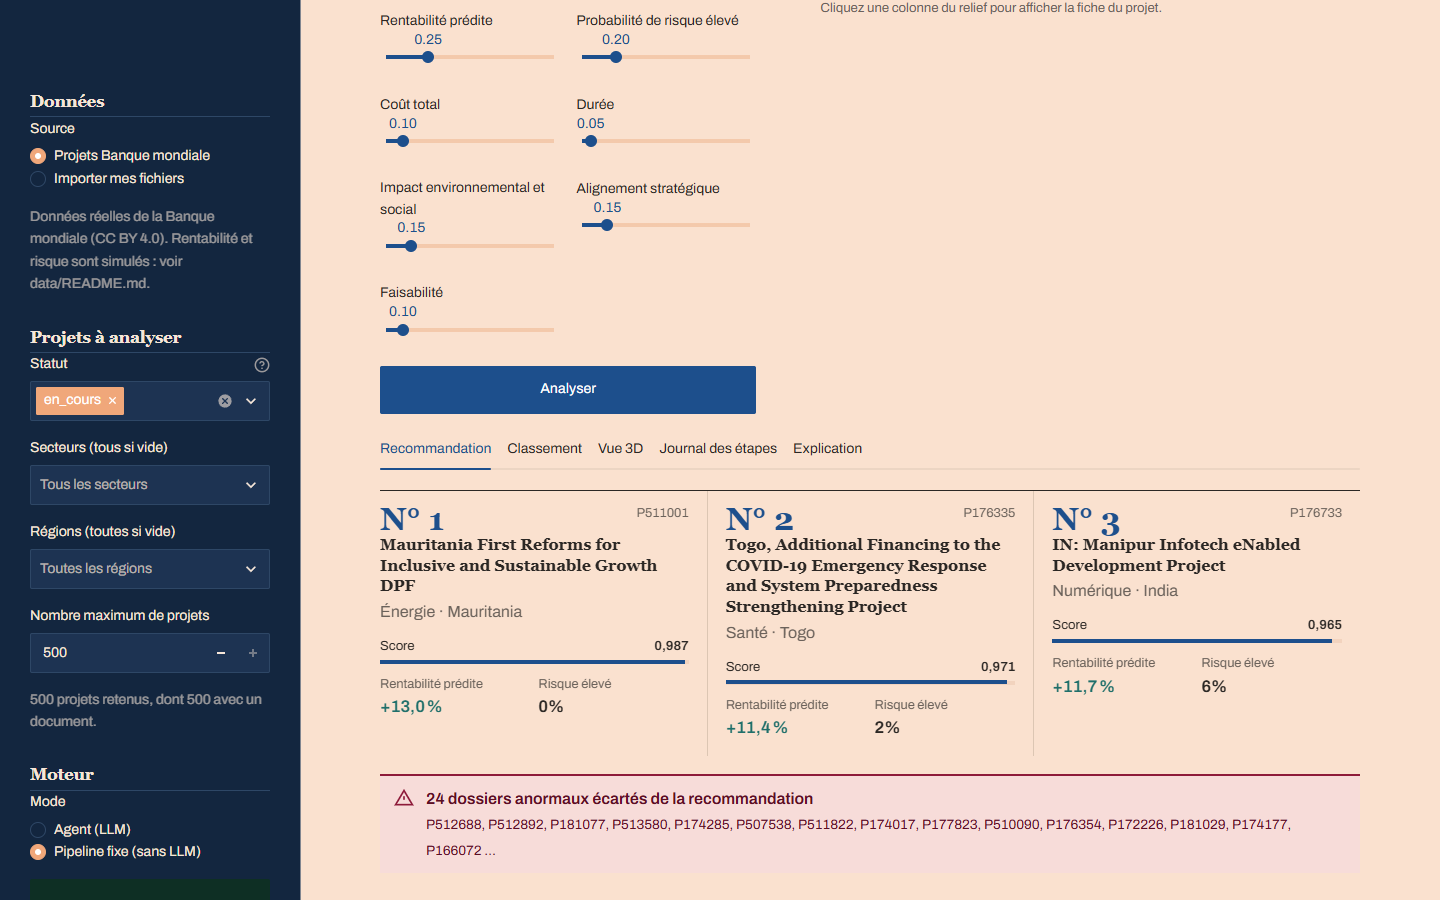 Données
Source
Projets Banque mondiale
Importer mes fichiers
Données réelles de la Banque
mondiale (CC BY 4.0). Rentabilité et
risque sont simulés : voir
data/README.md.
Projets à analyser
Statut
en_cours
Secteurs (tous si vide)
Tous les secteurs
Régions (toutes si vide)
Toutes les régions
Nombre maximum de projets
500
500 projets retenus, dont 500 avec un
document.
Moteur
Mode
Agent (LLM)
Pipeline fixe (sans LLM)
Cliquez une colonne du relief pour afficher la fiche du projet.
Rentabilité prédite
0.25
Probabilité de risque élevé
0.20
Coût total
0.10
Durée
0.05
Impact environnemental et
social
0.15
Alignement stratégique
0.15
Faisabilité
0.10
Analyser
Recommandation Classement Vue 3D Journal des étapes Explication
N° 1 P511001
Mauritania First Reforms for
Inclusive and Sustainable Growth
DPF
Énergie · Mauritania
Score 0,987
Rentabilité prédite Risque élevé
+13,0 % 0%
N° 2 P176335
Togo, Additional Financing to the
COVID-19 Emergency Response
and System Preparedness
Strengthening Project
Santé · Togo
Score 0,971
Rentabilité prédite Risque élevé
+11,4 % 2%
N° 3 P176733
IN: Manipur Infotech eNabled
Development Project
Numérique · India
Score 0,965
Rentabilité prédite Risque élevé
+11,7 % 6%
24 dossiers anormaux écartés de la recommandation
P512688, P512892, P181077, P513580, P174285, P507538, P511822, P174017, P177823, P510090, P176354, P172226, P181029, P174177,
P166072 ...